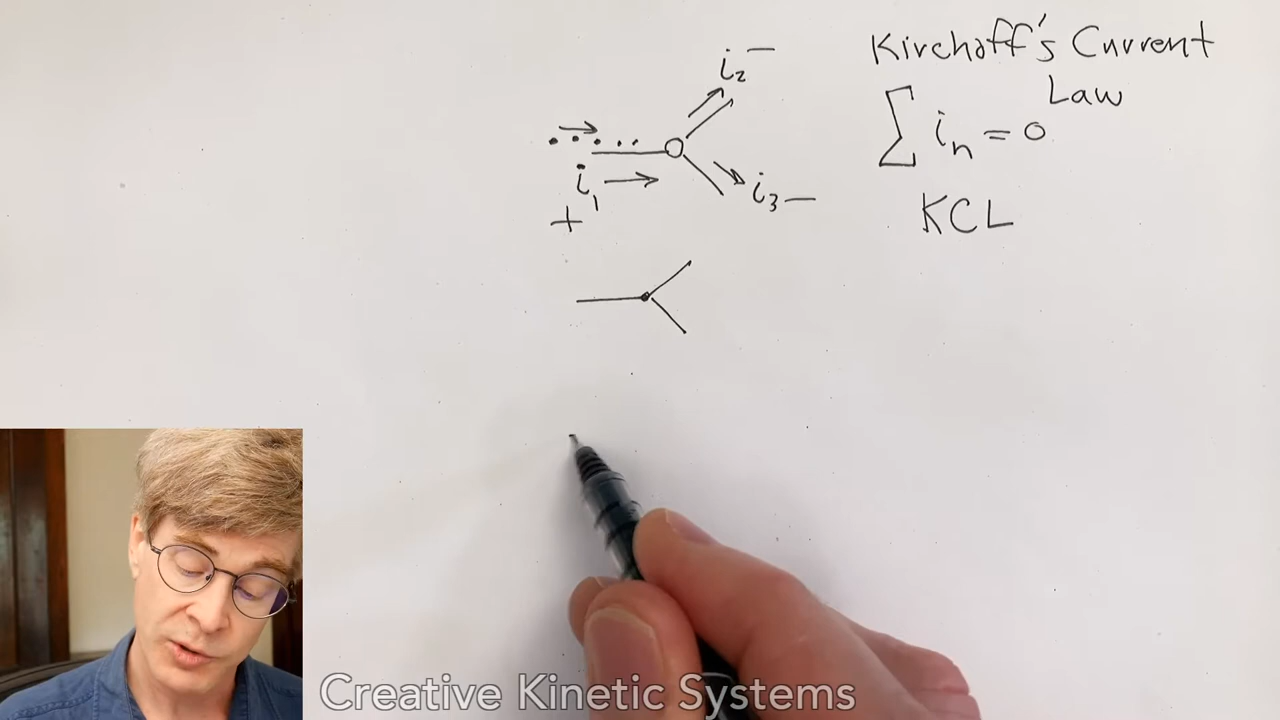 Kirchoff's Current
Law
∑ iₙ = 0
KCL
i₂ −
i₁
+
i₃ −
Creative Kinetic Systems